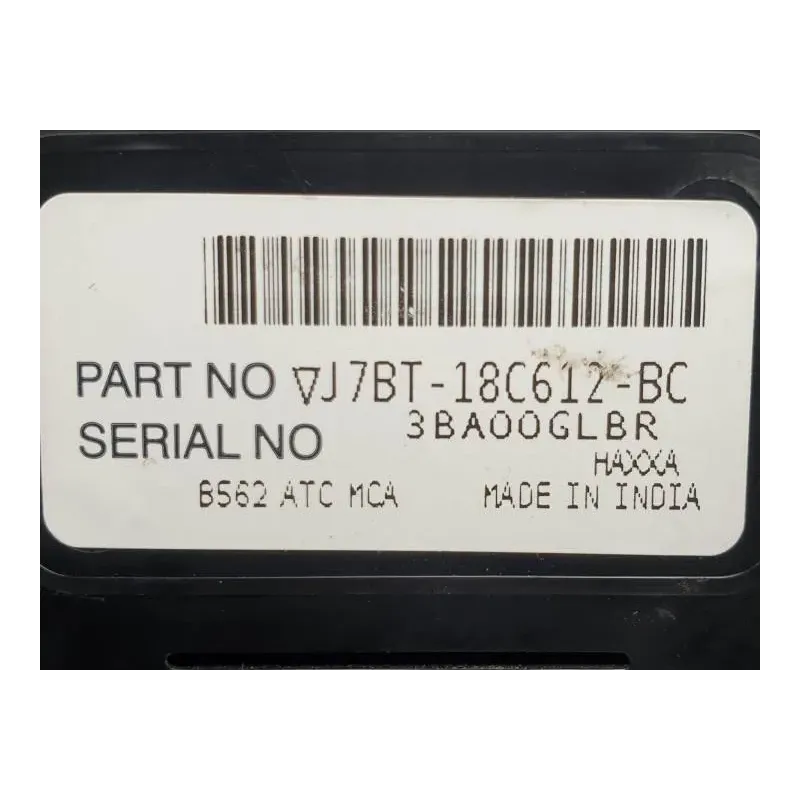 PART NO ▽J7BT-18C612-BC
SERIAL NO 3BA00GLBR
HAXXA
B562 ATC MCA MADE IN INDIA